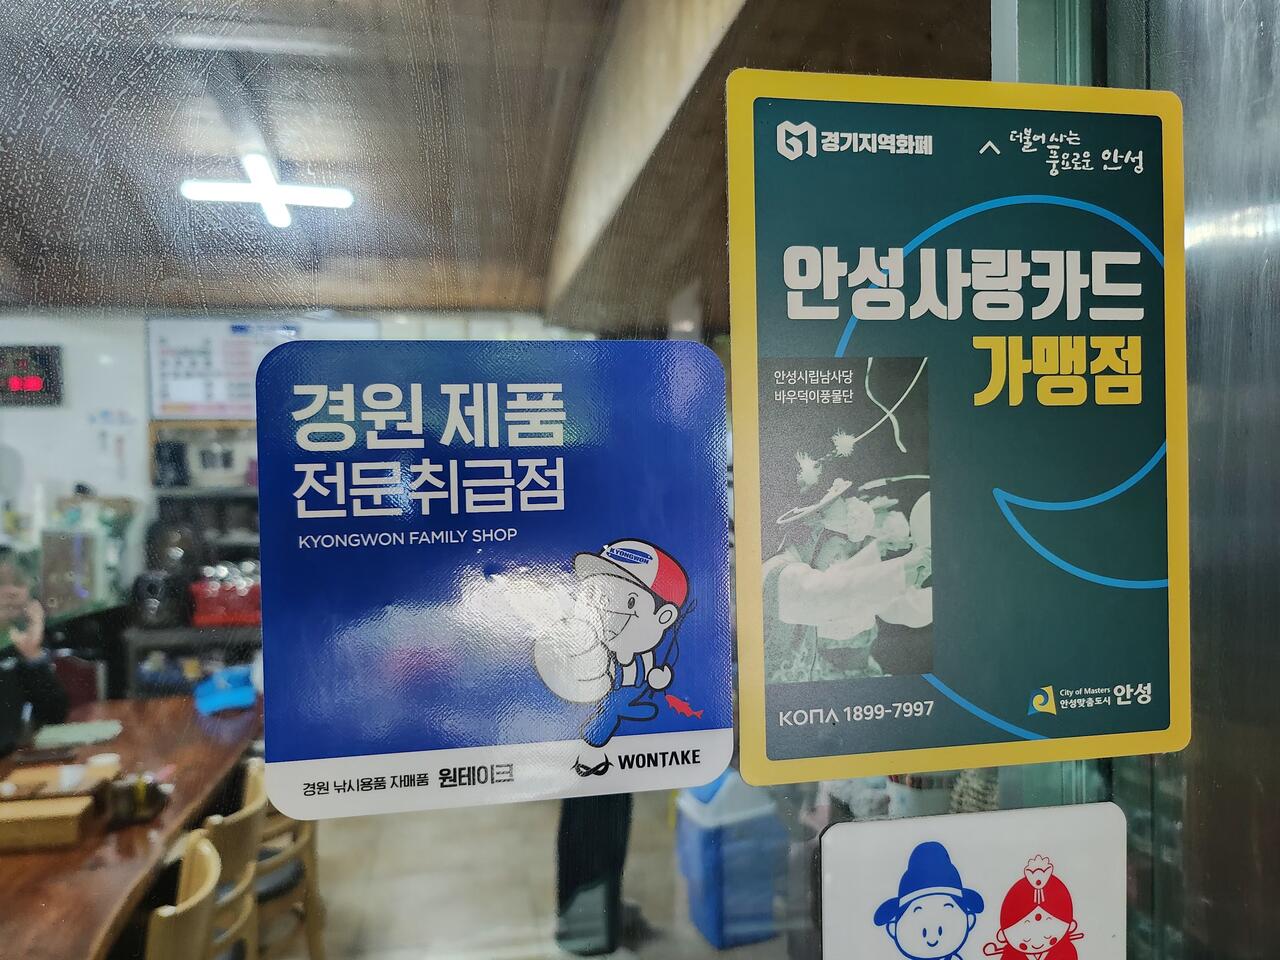 경원 제품
전문취급점
KYONGWON FAMILY SHOP
KYONGWON
경원 낚시용품 자매품 원테이크
WONTAKE
경기지역화폐
더불어 사는
풍요로운 안성
안성사랑카드
가맹점
안성시립남사당
바우덕이풍물단
KONA 1899-7997
City of Masters
안성맞춤도시 안성